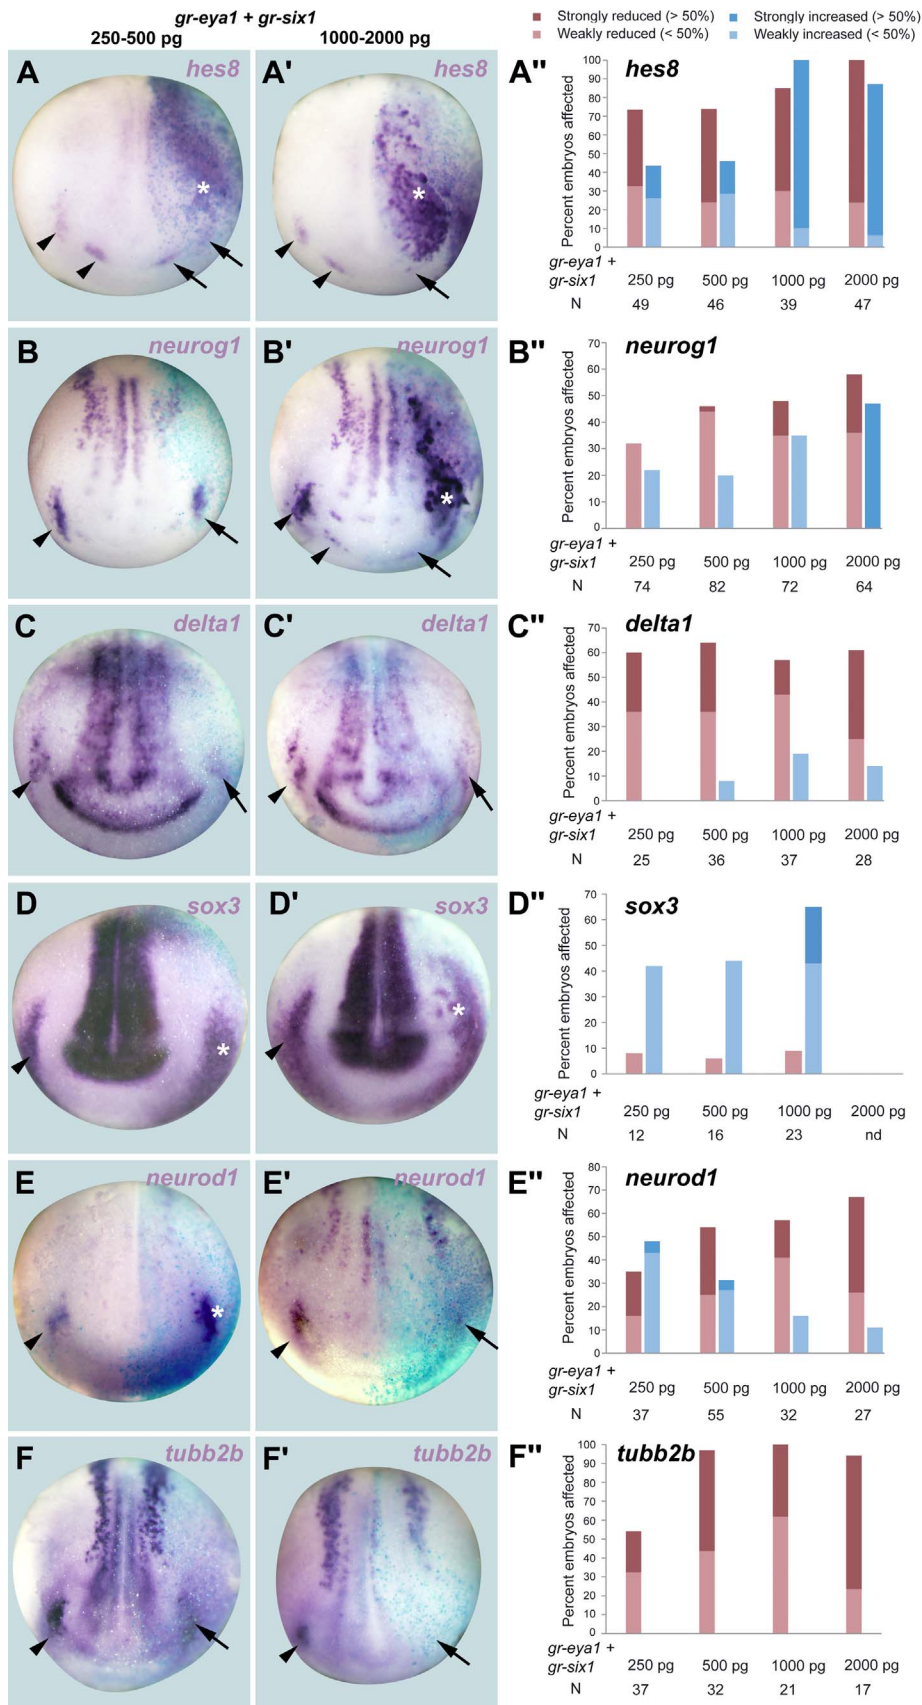 gr-eya1 + gr-six1
250-500 pg 1000-2000 pg
Strongly reduced (> 50%) Strongly increased (> 50%)
Weakly reduced (< 50%) Weakly increased (< 50%)
A hes8 A' hes8 A" hes8
Percent embryos affected
100
90
80
70
60
50
40
30
20
10
0
*
*
gr-eya1 +
gr-six1 250 pg 500 pg 1000 pg 2000 pg
N 49 46 39 47
B neurog1 B' neurog1 B" neurog1
Percent embryos affected
70
60
50
40
30
20
10
0
*
gr-eya1 +
gr-six1 250 pg 500 pg 1000 pg 2000 pg
N 74 82 72 64
C delta1 C' delta1 C" delta1
Percent embryos affected
70
60
50
40
30
20
10
0
gr-eya1 +
gr-six1 250 pg 500 pg 1000 pg 2000 pg
N 25 36 37 28
D sox3 D' sox3 D" sox3
Percent embryos affected
70
60
50
40
30
20
10
0
*
*
gr-eya1 +
gr-six1 250 pg 500 pg 1000 pg 2000 pg
N 12 16 23 nd
E neurod1 E' neurod1 E" neurod1
Percent embryos affected
80
70
60
50
40
30
20
10
0
*
gr-eya1 +
gr-six1 250 pg 500 pg 1000 pg 2000 pg
N 37 55 32 27
F tubb2b F' tubb2b F" tubb2b
Percent embryos affected
100
90
80
70
60
50
40
30
20
10
0
gr-eya1 +
gr-six1 250 pg 500 pg 1000 pg 2000 pg
N 37 32 21 17